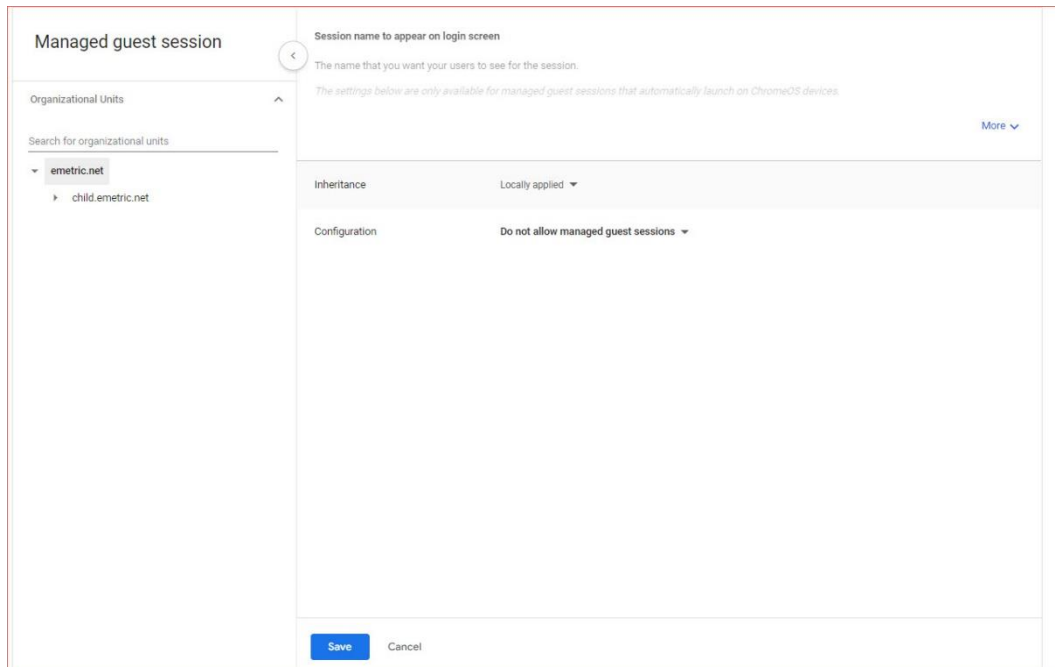 Managed guest session
Organizational Units
Search for organizational units
emetric.net
child.emetric.net
Session name to appear on login screen
The name that you want your users to see for the session.
The settings below are only available for managed guest sessions that automatically launch on ChromeOS devices.
More
Inheritance Locally applied
Configuration Do not allow managed guest sessions
Save Cancel